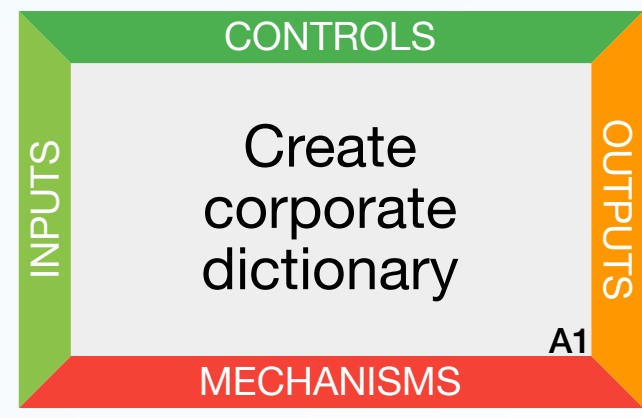 CONTROLS
INPUTS
Create
corporate
dictionary
OUTPUTS
A1
MECHANISMS